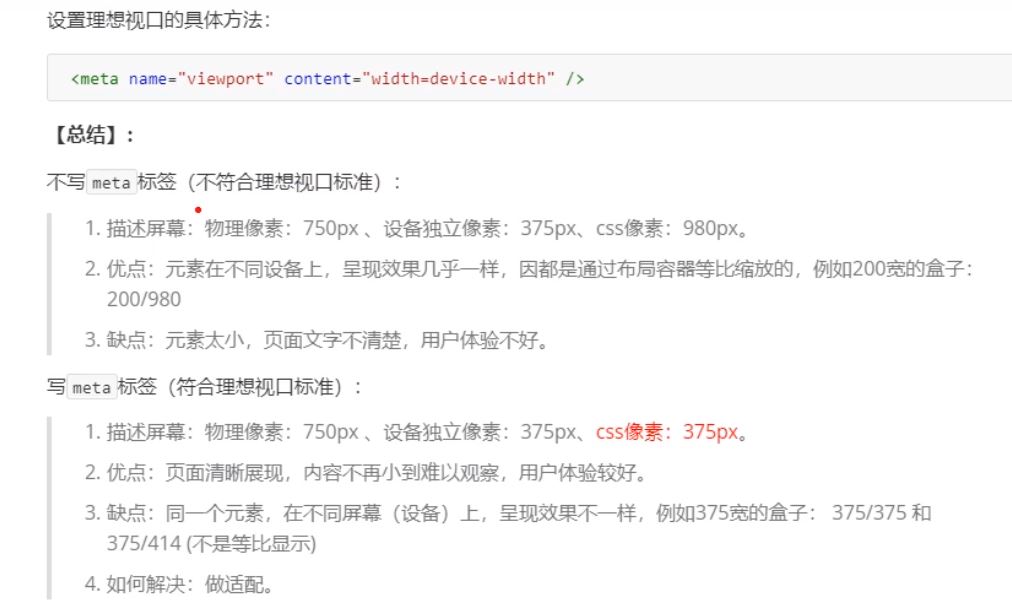 设置理想视口的具体方法：
<meta name="viewport" content="width=device-width" />
【总结】：
不写meta标签（不符合理想视口标准）：
1. 描述屏幕：物理像素：750px 、设备独立像素：375px、css像素：980px。
2. 优点：元素在不同设备上，呈现效果几乎一样，因都是通过布局容器等比缩放的，例如200宽的盒子：
200/980
3. 缺点：元素太小，页面文字不清楚，用户体验不好。
写meta标签（符合理想视口标准）：
1. 描述屏幕：物理像素：750px 、设备独立像素：375px、css像素：375px。
2. 优点：页面清晰展现，内容不再小到难以观察，用户体验较好。
3. 缺点：同一个元素，在不同屏幕（设备）上，呈现效果不一样，例如375宽的盒子： 375/375 和
375/414 (不是等比显示)
4. 如何解决：做适配。